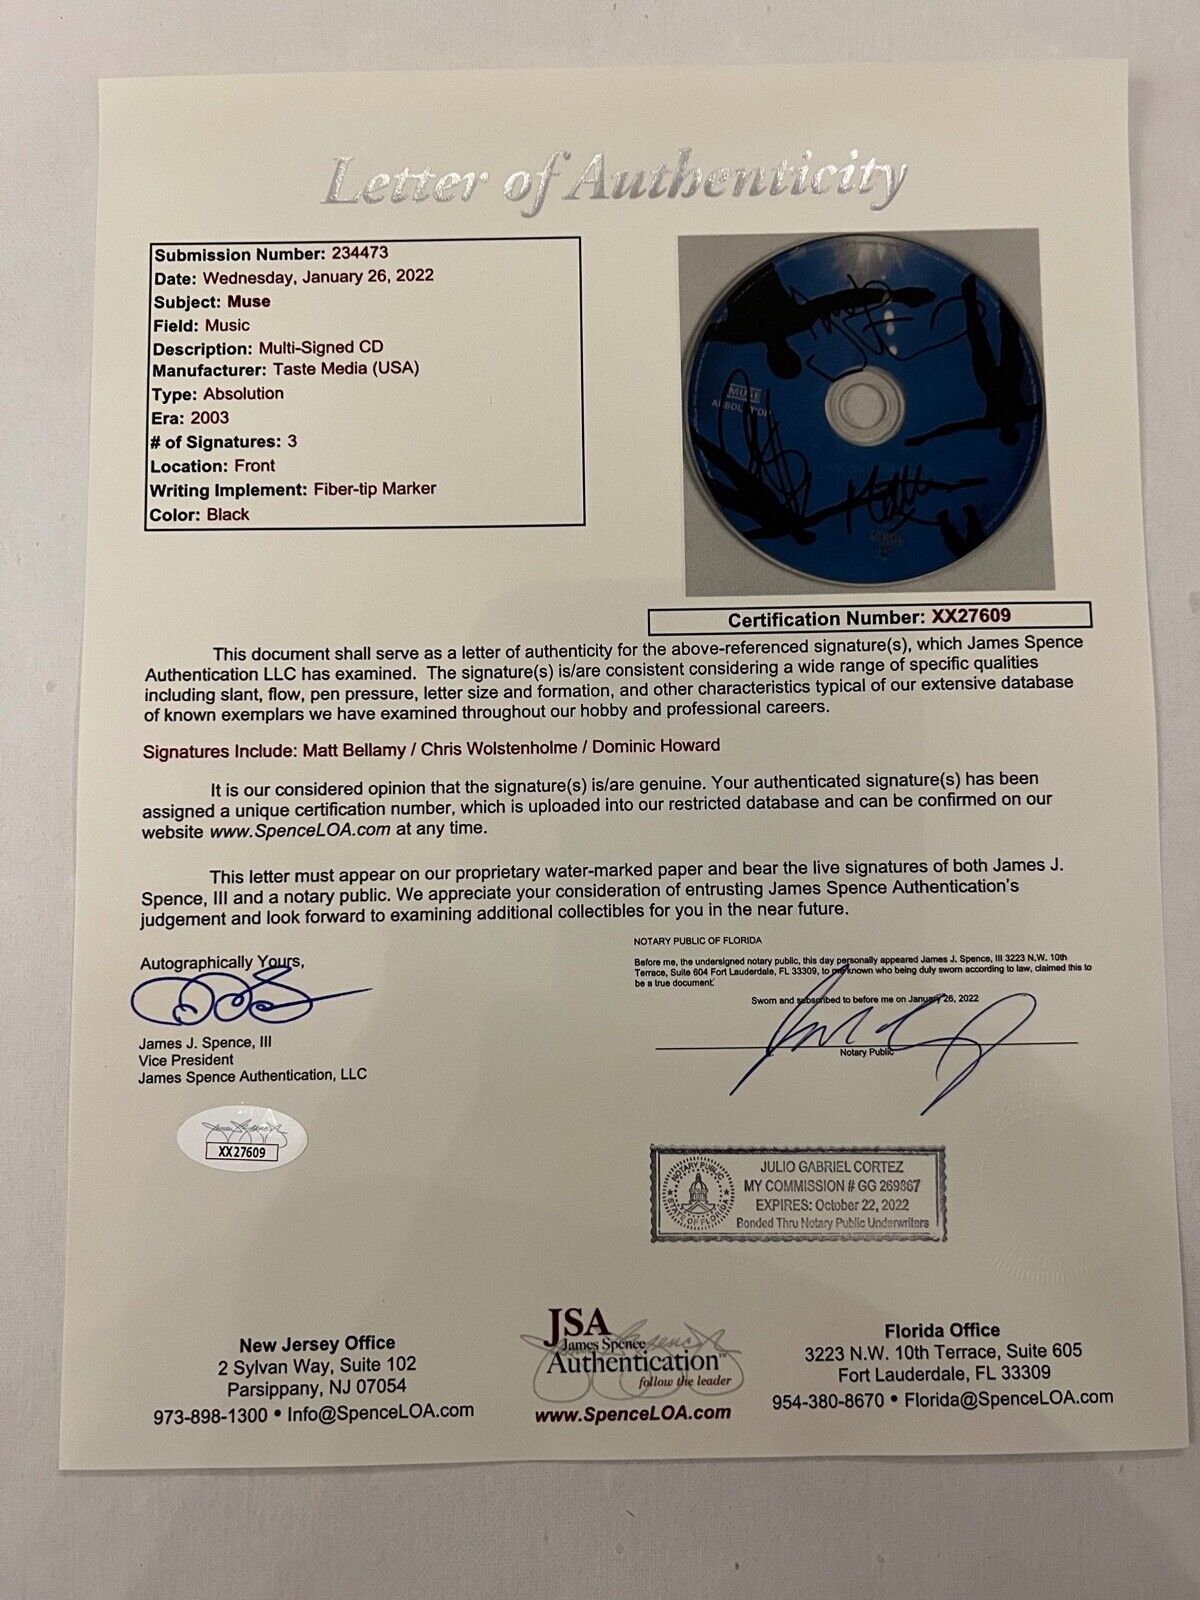 Letter of Authenticity
Submission Number: 234473
Date: Wednesday, January 26, 2022
Subject: Muse
Field: Music
Description: Multi-Signed CD
Manufacturer: Taste Media (USA)
Type: Absolution
Era: 2003
# of Signatures: 3
Location: Front
Writing Implement: Fiber-tip Marker
Color: Black
MUSE
ABSOLUTION
Certification Number: XX27609
This document shall serve as a letter of authenticity for the above-referenced signature(s), which James Spence
Authentication LLC has examined. The signature(s) is/are consistent considering a wide range of specific qualities
including slant, flow, pen pressure, letter size and formation, and other characteristics typical of our extensive database
of known exemplars we have examined throughout our hobby and professional careers.
Signatures Include: Matt Bellamy / Chris Wolstenholme / Dominic Howard
It is our considered opinion that the signature(s) is/are genuine. Your authenticated signature(s) has been
assigned a unique certification number, which is uploaded into our restricted database and can be confirmed on our
website www.SpenceLOA.com at any time.
This letter must appear on our proprietary water-marked paper and bear the live signatures of both James J.
Spence, III and a notary public. We appreciate your consideration of entrusting James Spence Authentication's
judgement and look forward to examining additional collectibles for you in the near future.
Autographically Yours,
James J. Spence, III
Vice President
James Spence Authentication, LLC
XX27609
NOTARY PUBLIC OF FLORIDA
Before me, the undersigned notary public, this day personally appeared James J. Spence, III 3223 N.W. 10th
Terrace, Suite 604 Fort Lauderdale, FL 33309, to me known who being duly sworn according to law, claimed this to
be a true document.
Sworn and subscribed to before me on January 26, 2022
Notary Public
NOTARY PUBLIC
STATE OF FLORIDA
JULIO GABRIEL CORTEZ
MY COMMISSION # GG 269867
EXPIRES: October 22, 2022
Bonded Thru Notary Public Underwriters
New Jersey Office
2 Sylvan Way, Suite 102
Parsippany, NJ 07054
973-898-1300 • Info@SpenceLOA.com
JSA
James Spence
Authentication™
follow the leader
www.SpenceLOA.com
Florida Office
3223 N.W. 10th Terrace, Suite 605
Fort Lauderdale, FL 33309
954-380-8670 • Florida@SpenceLOA.com